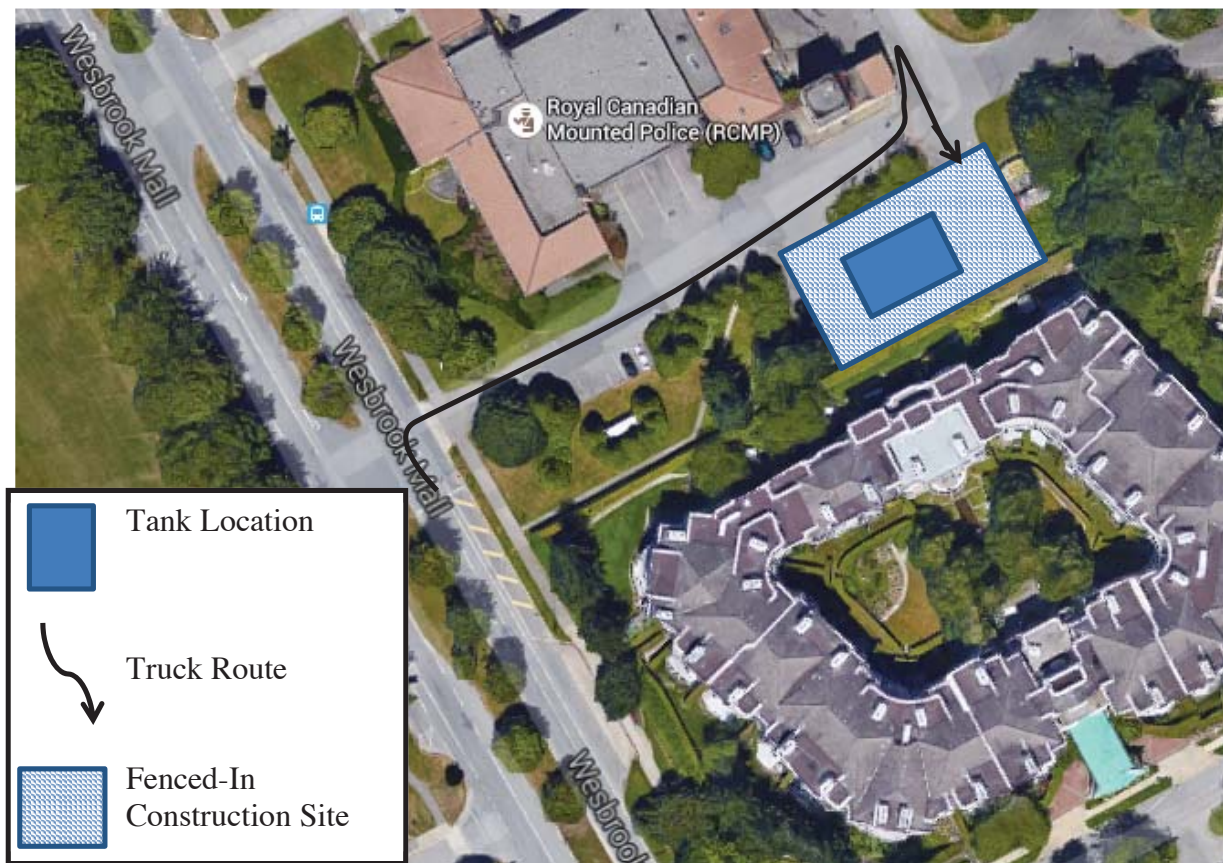 Wesbrook Mall
Royal Canadian
Mounted Police (RCMP)
Wesbrook Mall
Wesbrook
Tank Location
Truck Route
Fenced-In
Construction Site